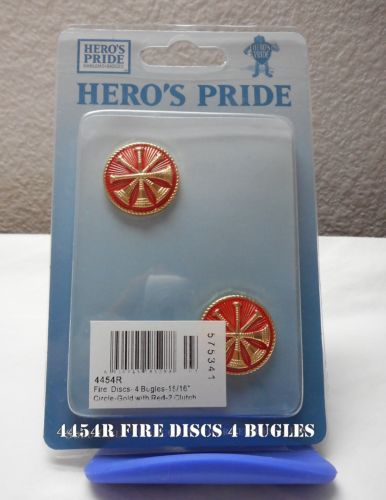 HERO'S
PRIDE
HERO'S
PRIDE
HERO'S PRIDE
575341
4454R
Fire Discs- 4 Bugles-15/16"
Circle-Gold with Red-2 Clutch
4454R FIRE DISCS 4 BUGLES